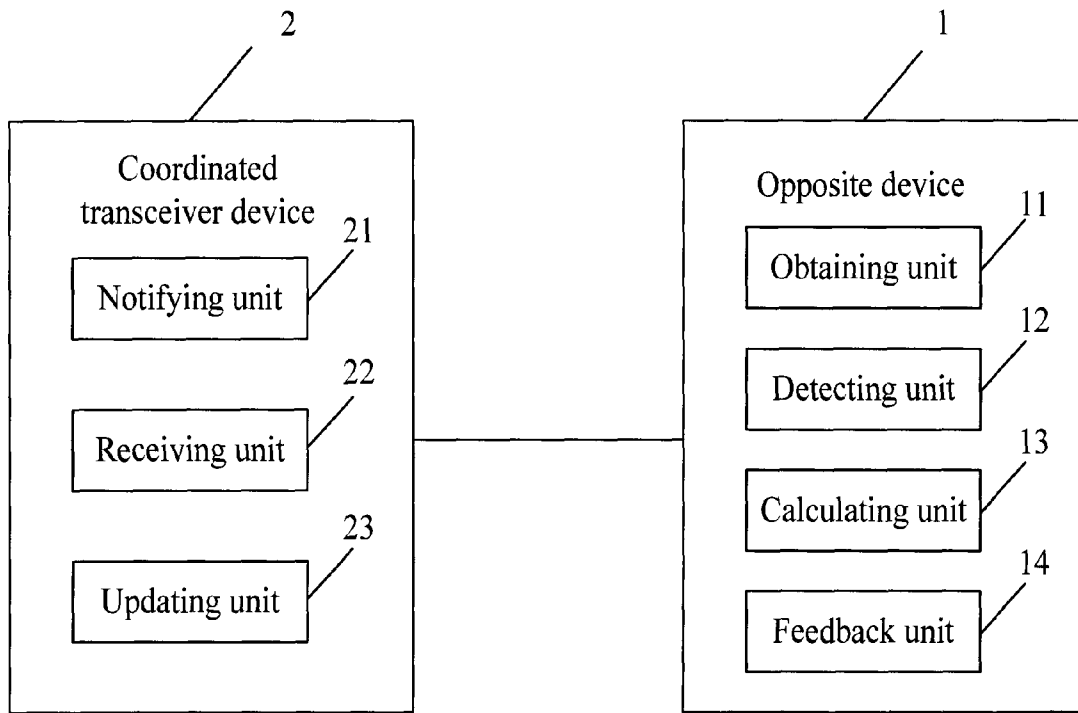 2
1
Coordinated
transceiver device
21
Notifying unit
22
Receiving unit
23
Updating unit
Opposite device
11
Obtaining unit
12
Detecting unit
13
Calculating unit
14
Feedback unit